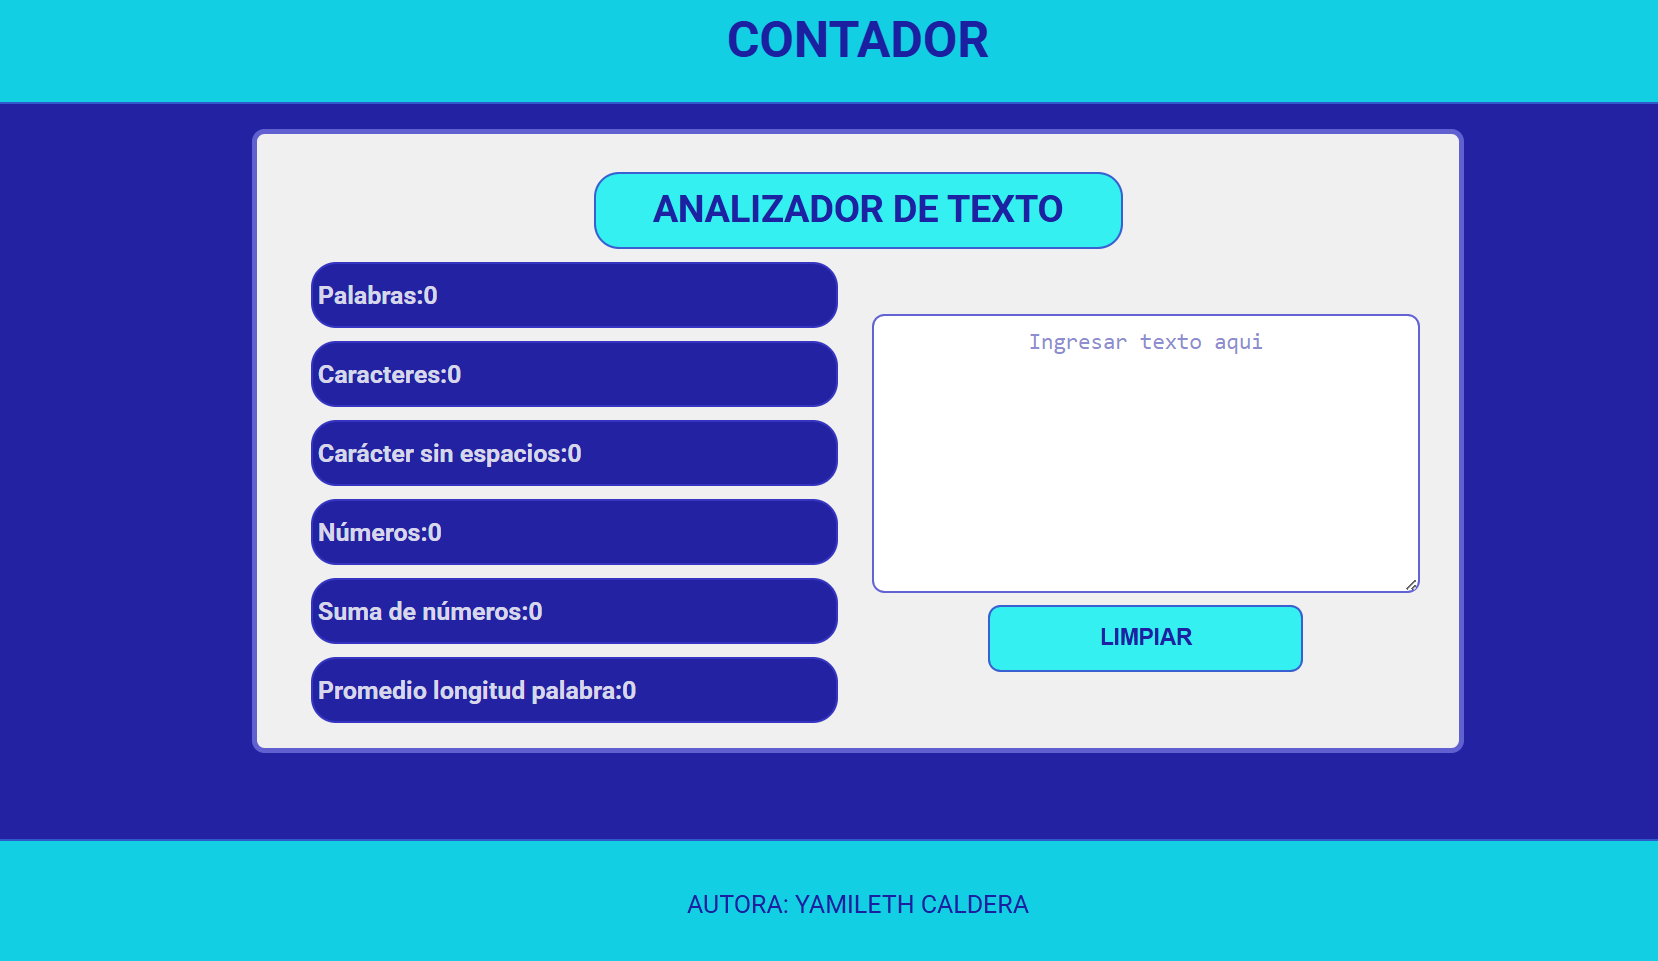 CONTADOR
ANALIZADOR DE TEXTO
Palabras:0
Caracteres:0
Carácter sin espacios:0
Números:0
Suma de números:0
Promedio longitud palabra:0
Ingresar texto aqui
LIMPIAR
AUTORA: YAMILETH CALDERA